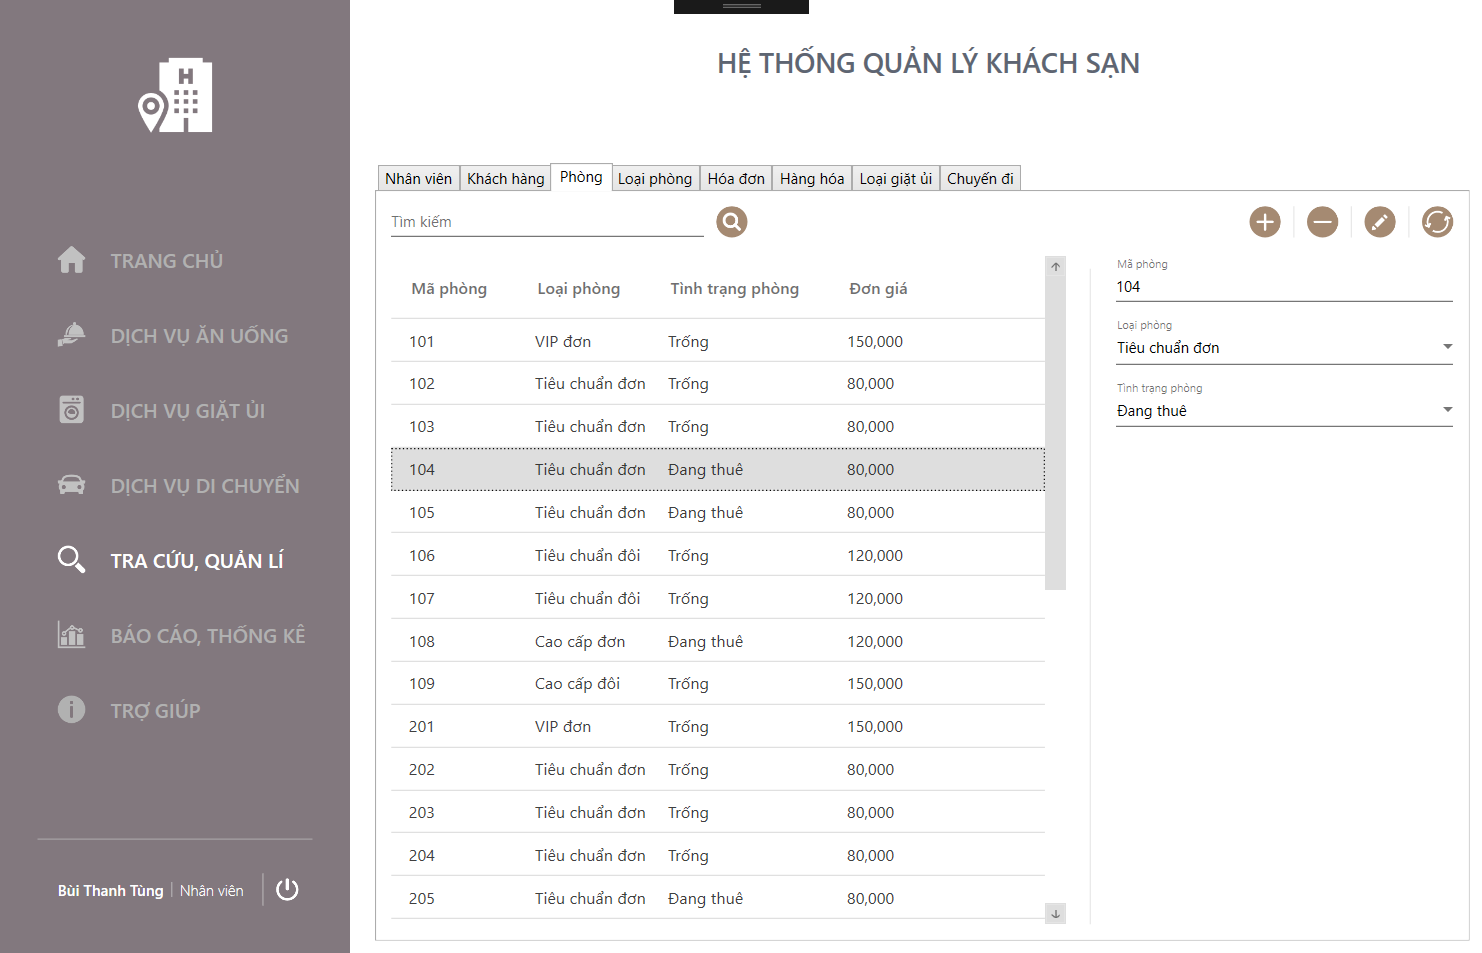 H
HỆ THỐNG QUẢN LÝ KHÁCH SẠN
TRANG CHỦ
DỊCH VỤ ĂN UỐNG
DỊCH VỤ GIẶT ỦI
DỊCH VỤ DI CHUYỂN
TRA CỨU, QUẢN LÍ
BÁO CÁO, THỐNG KÊ
TRỢ GIÚP
Bùi Thanh Tùng | Nhân viên
Nhân viên Khách hàng Phòng Loại phòng Hóa đơn Hàng hóa Loại giặt ủi Chuyến đi
Tìm kiếm
Mã phòng Loại phòng Tình trạng phòng Đơn giá
101 VIP đơn Trống 150,000
102 Tiêu chuẩn đơn Trống 80,000
103 Tiêu chuẩn đơn Trống 80,000
104 Tiêu chuẩn đơn Đang thuê 80,000
105 Tiêu chuẩn đơn Đang thuê 80,000
106 Tiêu chuẩn đôi Trống 120,000
107 Tiêu chuẩn đôi Trống 120,000
108 Cao cấp đơn Đang thuê 120,000
109 Cao cấp đôi Trống 150,000
201 VIP đơn Trống 150,000
202 Tiêu chuẩn đơn Trống 80,000
203 Tiêu chuẩn đơn Trống 80,000
204 Tiêu chuẩn đơn Trống 80,000
205 Tiêu chuẩn đơn Đang thuê 80,000
Mã phòng
104
Loại phòng
Tiêu chuẩn đơn
Tình trạng phòng
Đang thuê